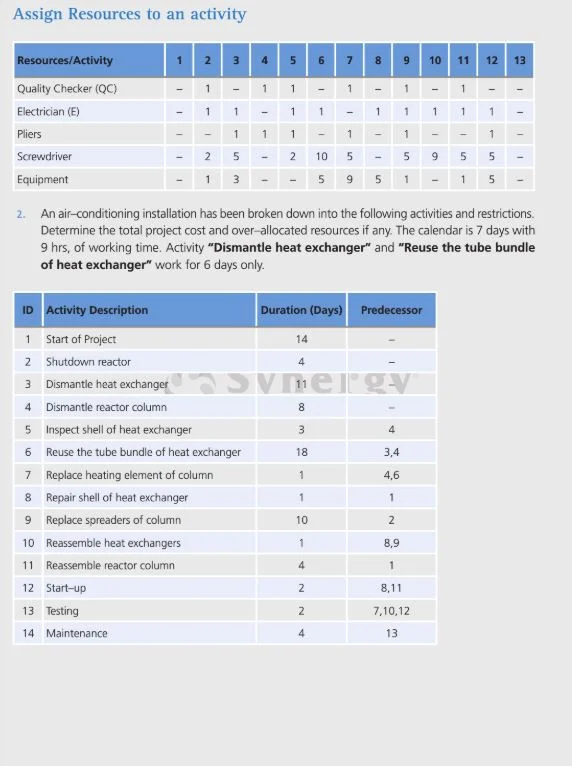 Assign Resources to an activity
Resources/Activity 1 2 3 4 5 6 7 8 9 10 11 12 13
Quality Checker (QC) – 1 – 1 1 – 1 – 1 – 1 – –
Electrician (E) – 1 1 – 1 1 – 1 1 1 1 1 –
Pliers – – 1 1 1 – 1 – 1 – – 1 –
Screwdriver – 2 5 – 2 10 5 – 5 9 5 5 –
Equipment – 1 3 – – 5 9 5 1 – 1 5 –
2. An air–conditioning installation has been broken down into the following activities and restrictions.
Determine the total project cost and over–allocated resources if any. The calendar is 7 days with
9 hrs, of working time. Activity "Dismantle heat exchanger" and "Reuse the tube bundle
of heat exchanger" work for 6 days only.
ID Activity Description Duration (Days) Predecessor
1 Start of Project 14 –
2 Shutdown reactor 4 –
3 Dismantle heat exchanger 11 –
Synergy
4 Dismantle reactor column 8 –
5 Inspect shell of heat exchanger 3 4
6 Reuse the tube bundle of heat exchanger 18 3,4
7 Replace heating element of column 1 4,6
8 Repair shell of heat exchanger 1 1
9 Replace spreaders of column 10 2
10 Reassemble heat exchangers 1 8,9
11 Reassemble reactor column 4 1
12 Start–up 2 8,11
13 Testing 2 7,10,12
14 Maintenance 4 13